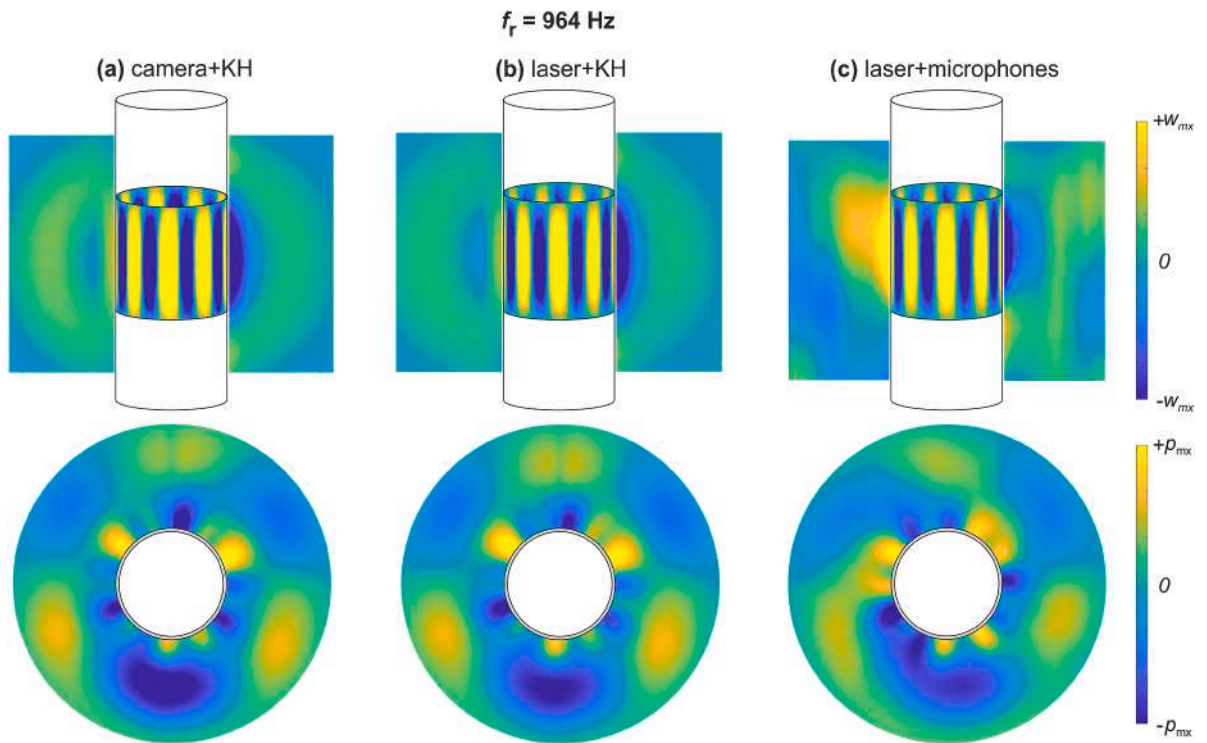 f_r = 964 Hz
(a) camera+KH
(b) laser+KH
(c) laser+microphones
+w_mx
0
-w_mx
+p_mx
0
-p_mx